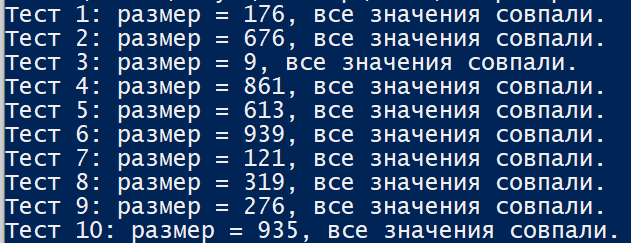 Тест 1: размер = 176, все значения совпали.
Тест 2: размер = 676, все значения совпали.
Тест 3: размер = 9, все значения совпали.
Тест 4: размер = 861, все значения совпали.
Тест 5: размер = 613, все значения совпали.
Тест 6: размер = 939, все значения совпали.
Тест 7: размер = 121, все значения совпали.
Тест 8: размер = 319, все значения совпали.
Тест 9: размер = 276, все значения совпали.
Тест 10: размер = 935, все значения совпали.